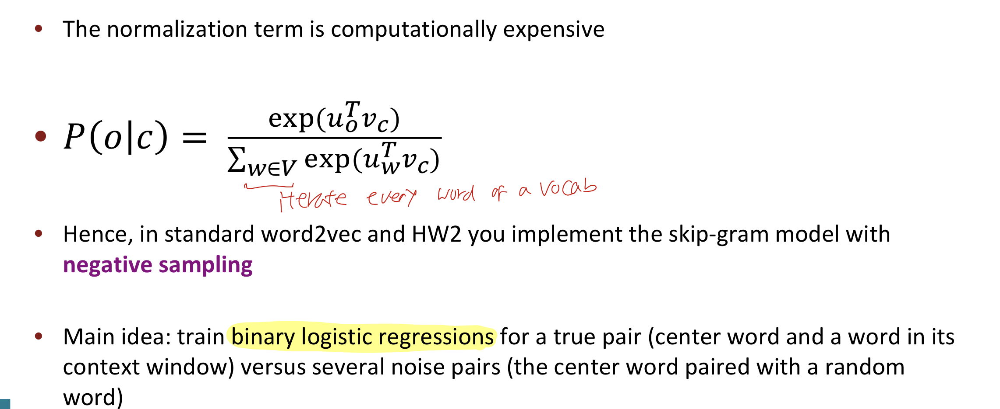 • The normalization term is computationally expensive
• P(o|c) = exp(u_o^T v_c) / ∑_{w∈V} exp(u_w^T v_c)
iterate every word of a vocab
• Hence, in standard word2vec and HW2 you implement the skip-gram model with
negative sampling
• Main idea: train binary logistic regressions for a true pair (center word and a word in its
context window) versus several noise pairs (the center word paired with a random
word)